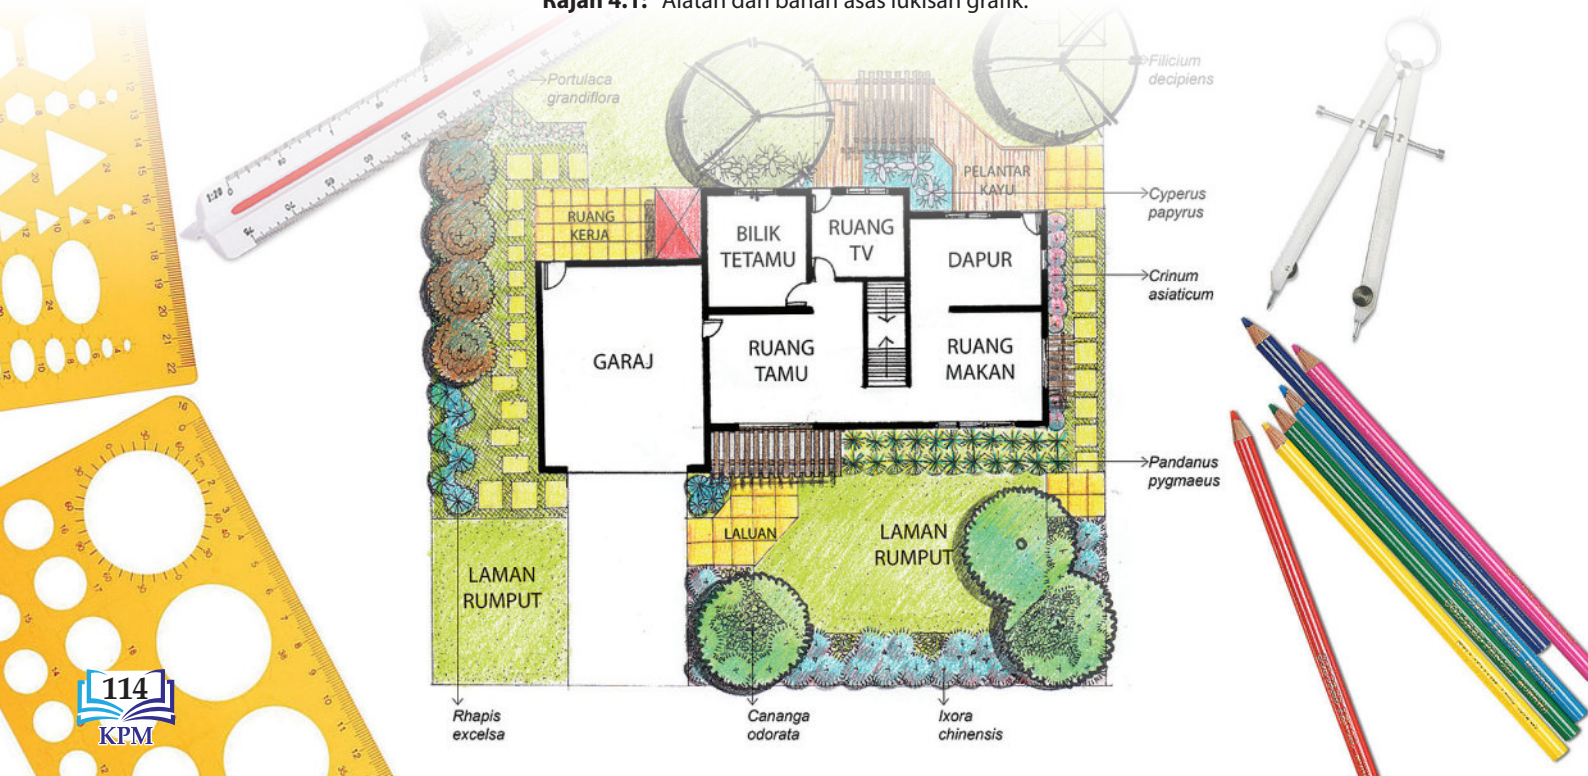 Rajah 4.1: Alatan dan bahan asas lukisan grafik.
Portulaca
grandiflora
Filicium
decipiens
PELANTAR
KAYU
Cyperus
papyrus
RUANG
KERJA
BILIK
TETAMU
RUANG
TV
DAPUR
Crinum
asiaticum
GARAJ
RUANG
TAMU
RUANG
MAKAN
Pandanus
pygmaeus
LALUAN
LAMAN
RUMPUT
LAMAN
RUMPUT
Rhapis
excelsa
Cananga
odorata
Ixora
chinensis
1:20
114
KPM